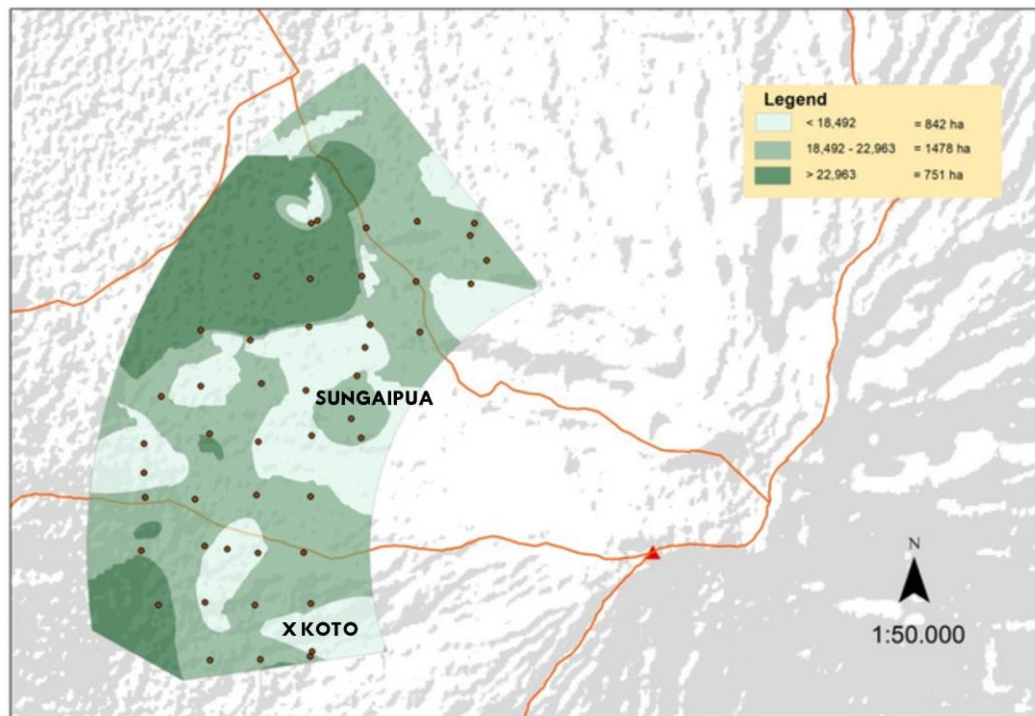 Legend
< 18,492 = 842 ha
18,492 - 22,963 = 1478 ha
> 22,963 = 751 ha
SUNGAIPUA
X KOTO
N
1:50.000